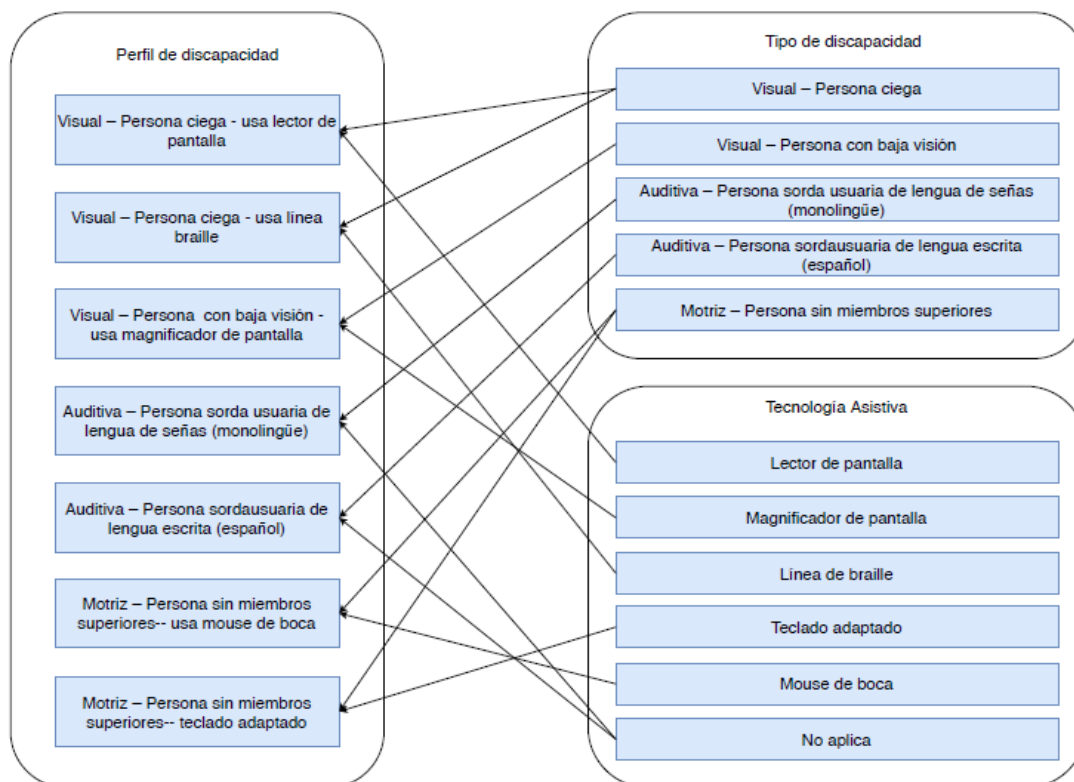 Perfil de discapacidad
Visual – Persona ciega - usa lector de
pantalla
Visual – Persona ciega - usa linea
braille
Visual – Persona  con baja visión -
usa magnificador de pantalla
Auditiva – Persona sorda usuaria de
lengua de señas (monolingüe)
Auditiva – Persona sordausuaria de
lengua escrita (español)
Motriz – Persona sin miembros
superiores-- usa mouse de boca
Motriz – Persona sin miembros
superiores-- teclado adaptado
Tipo de discapacidad
Visual – Persona ciega
Visual – Persona con baja visión
Auditiva – Persona sorda usuaria de lengua de señas
(monolingüe)
Auditiva – Persona sordausuaria de lengua escrita
(español)
Motriz – Persona sin miembros superiores
Tecnología Asistiva
Lector de pantalla
Magnificador de pantalla
Linea de braille
Teclado adaptado
Mouse de boca
No aplica